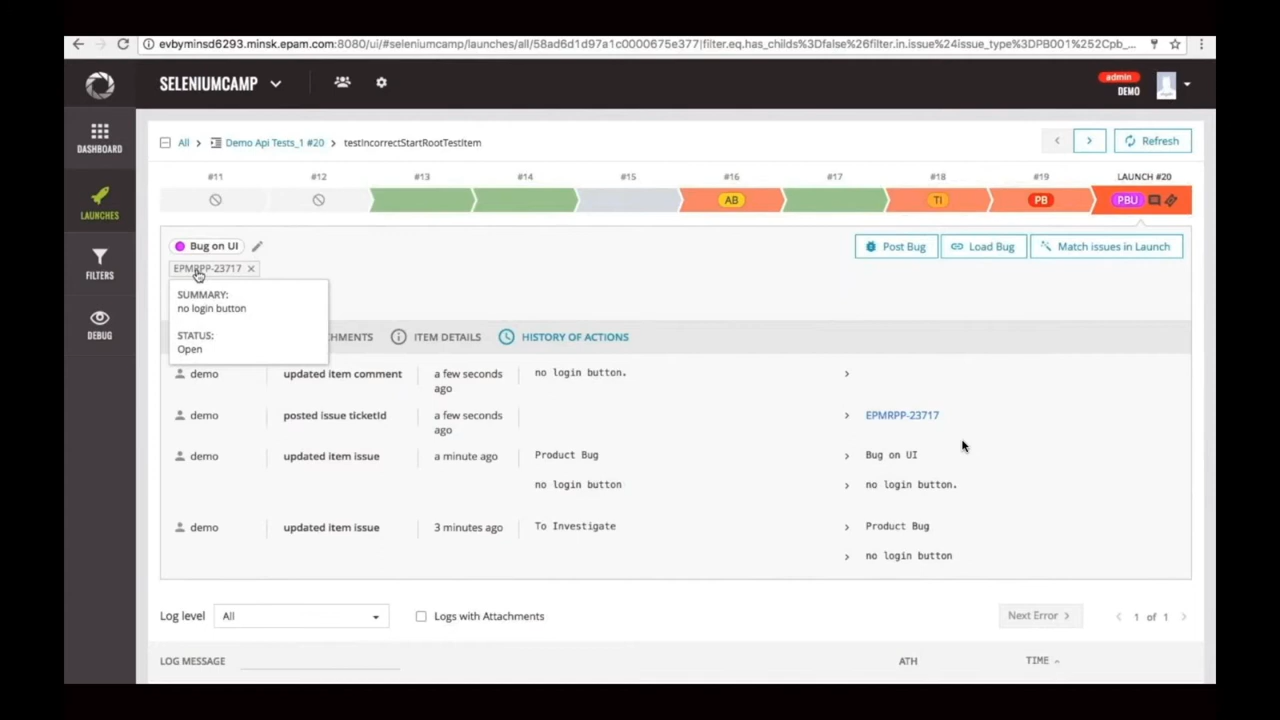 evbyminsd6293.minsk.epam.com:8080/ui/#seleniumcamp/launches/all/58ad6d1d97a1c0000675e377|filter.eq.has_childs%3Dfalse%26filter.in.issue%24issue_type%3DPB001%252Cpb_...
SELENIUMCAMP
admin
DEMO
DASHBOARD
LAUNCHES
FILTERS
DEBUG
All > Demo Api Tests_1 #20 > testIncorrectStartRootTestItem
Refresh
#11 #12 #13 #14 #15 #16 #17 #18 #19 LAUNCH #20
AB TI PB PBU
Bug on UI
Post Bug Load Bug Match issues in Launch
EPMRPP-23717 ×
SUMMARY:
no login button
STATUS:
Open
HMENTS ITEM DETAILS HISTORY OF ACTIONS
demo updated item comment a few seconds ago no login button. >
demo posted issue ticketId a few seconds ago > EPMRPP-23717
demo updated item issue a minute ago Product Bug > Bug on UI
no login button > no login button.
demo updated item issue 3 minutes ago To Investigate > Product Bug
> no login button
Log level All Logs with Attachments Next Error > < 1 of 1 >
LOG MESSAGE ATH TIME